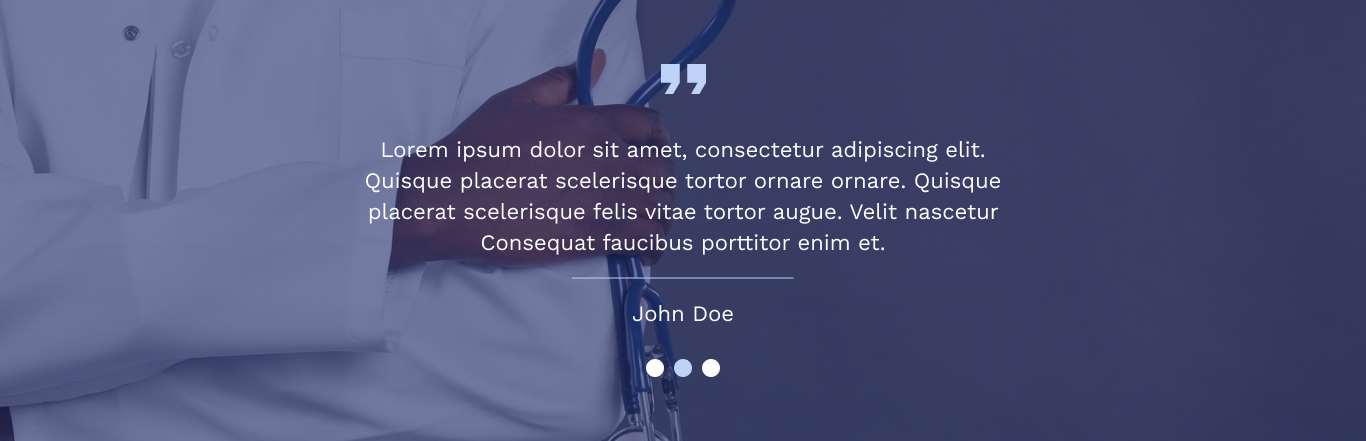 ”
Lorem ipsum dolor sit amet, consectetur adipiscing elit.
Quisque placerat scelerisque tortor ornare ornare. Quisque
placerat scelerisque felis vitae tortor augue. Velit nascetur
Consequat faucibus porttitor enim et.
John Doe